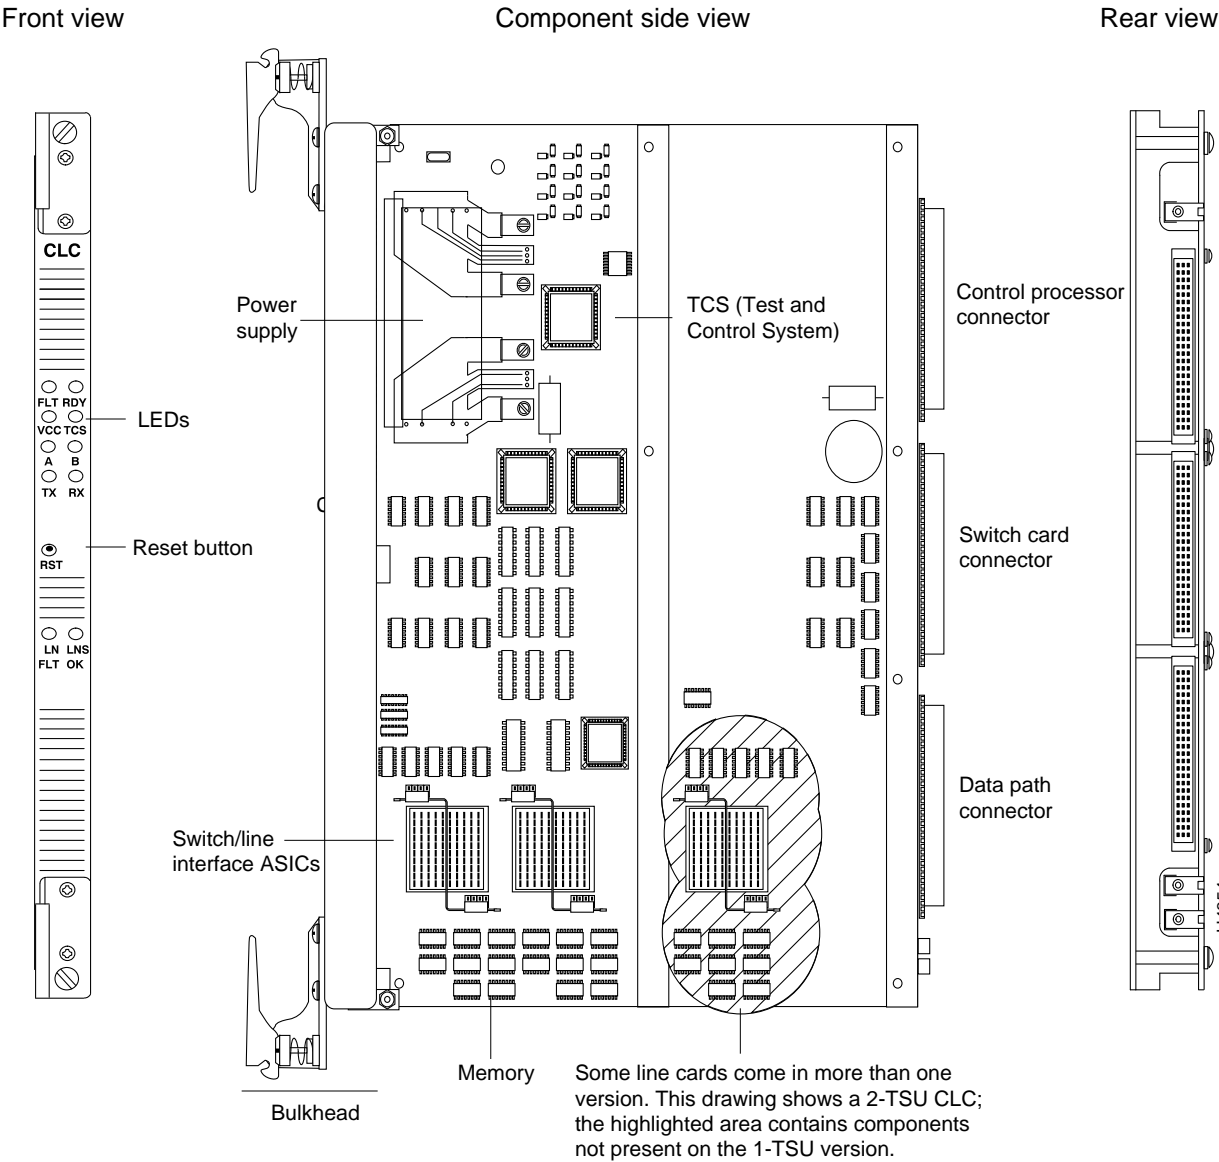 Front view
Component side view
Rear view
CLC
FLT RDY
VCC TCS
A B
TX RX
RST
LN LNS
FLT OK
LEDs
Reset button
Power
supply
TCS (Test and
Control System)
Control processor
connector
Switch card
connector
Data path
connector
Switch/line
interface ASICs
Memory
Bulkhead
Some line cards come in more than one
version. This drawing shows a 2-TSU CLC;
the highlighted area contains components
not present on the 1-TSU version.